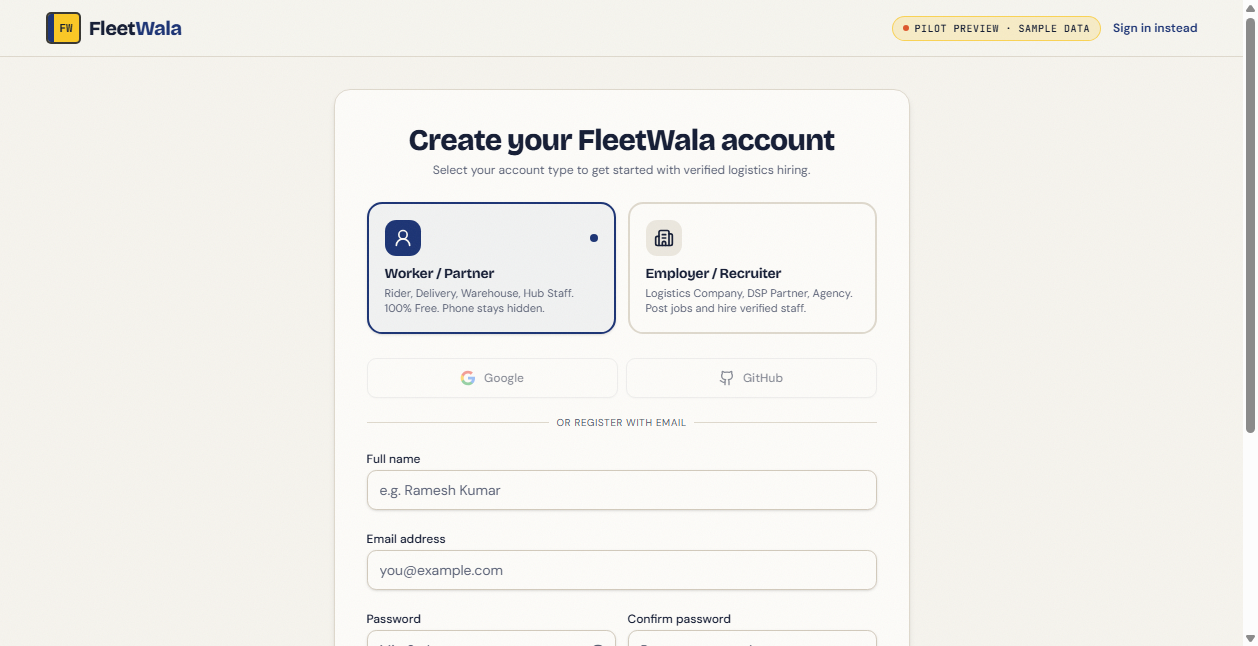 FW FleetWala
PILOT PREVIEW · SAMPLE DATA
Sign in instead
Create your FleetWala account
Select your account type to get started with verified logistics hiring.
Worker / Partner
Rider, Delivery, Warehouse, Hub Staff.
100% Free. Phone stays hidden.
Employer / Recruiter
Logistics Company, DSP Partner, Agency.
Post jobs and hire verified staff.
Google
GitHub
OR REGISTER WITH EMAIL
Full name
e.g. Ramesh Kumar
Email address
you@example.com
Password
Confirm password